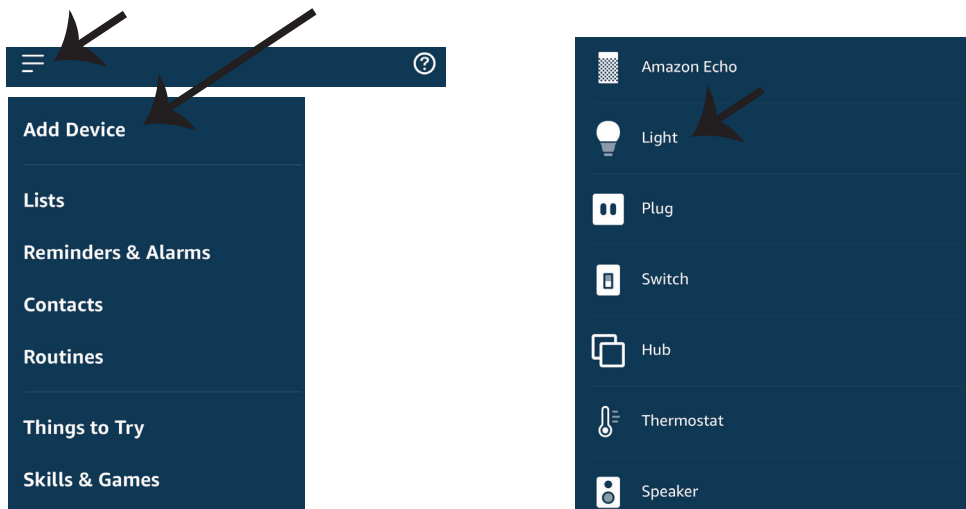 Add Device
Lists
Reminders & Alarms
Contacts
Routines
Things to Try
Skills & Games
Amazon Echo
Light
Plug
Switch
Hub
Thermostat
Speaker